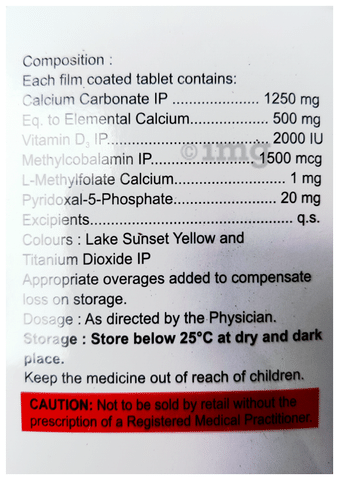 Composition :
Each film coated tablet contains:
Calcium Carbonate IP .................... 1250 mg
Eq. to Elemental Calcium.................. 500 mg
Vitamin D3 IP.................................... 2000 IU
Methylcobalamin IP........................1500 mcg
L-Methylfolate Calcium.......................... 1 mg
Pyridoxal-5-Phosphate........................ 20 mg
Excipients............................................... q.s.
Colours : Lake Sunset Yellow and
Titanium Dioxide IP
Appropriate overages added to compensate
loss on storage.
Dosage : As directed by the Physician.
Storage : Store below 25°C at dry and dark
place.
Keep the medicine out of reach of children.
CAUTION: Not to be sold by retail without the
prescription of a Registered Medical Practitioner.
©1mg